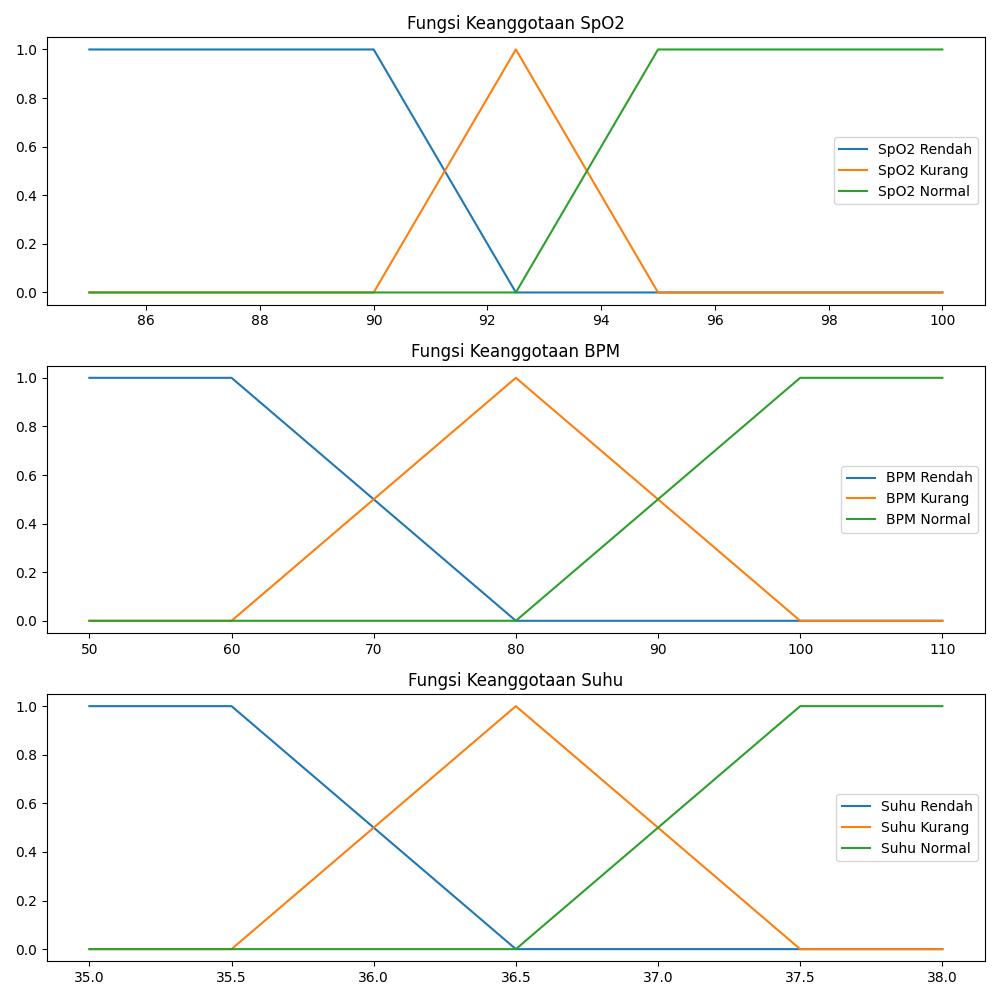 Fungsi Keanggotaan SpO2
1.0
0.8
0.6
0.4
0.2
0.0
SpO2 Rendah
SpO2 Kurang
SpO2 Normal
86 88 90 92 94 96 98 100
Fungsi Keanggotaan BPM
1.0
0.8
0.6
0.4
0.2
0.0
BPM Rendah
BPM Kurang
BPM Normal
50 60 70 80 90 100 110
Fungsi Keanggotaan Suhu
1.0
0.8
0.6
0.4
0.2
0.0
Suhu Rendah
Suhu Kurang
Suhu Normal
35.0 35.5 36.0 36.5 37.0 37.5 38.0